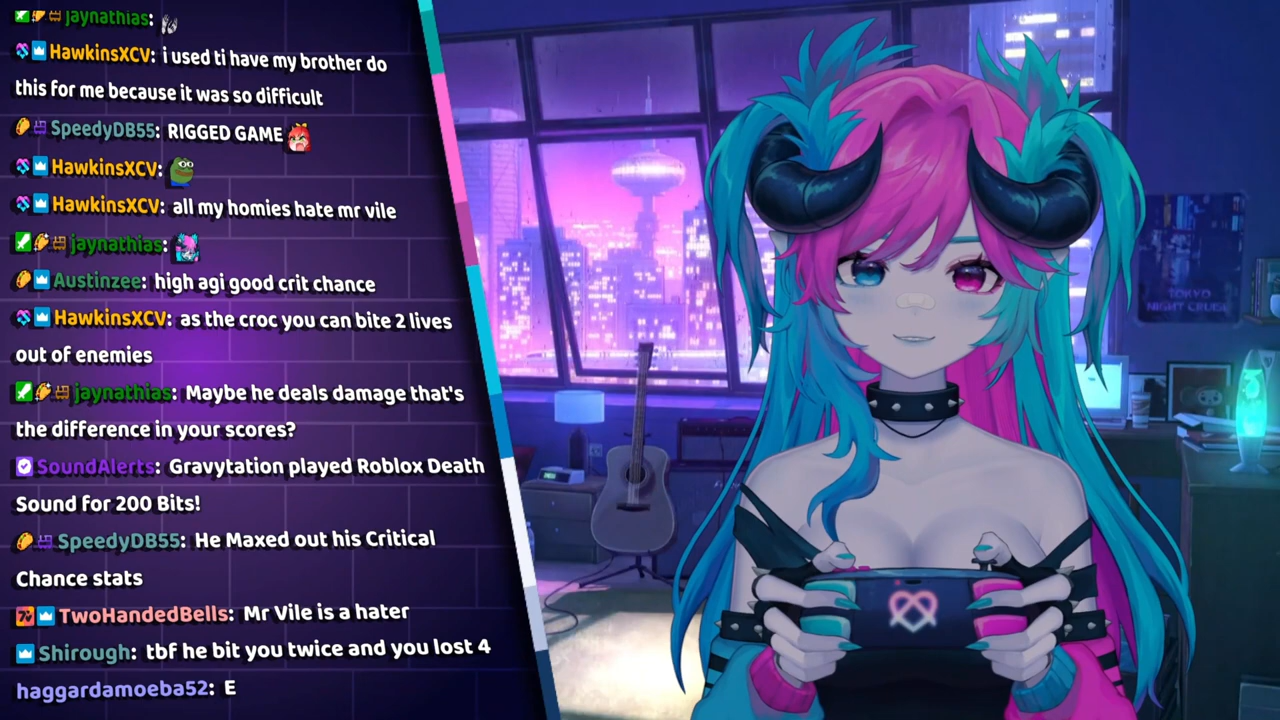 jaynathias:
HawkinsXCV: i used ti have my brother do
this for me because it was so difficult
SpeedyDB55: RIGGED GAME
HawkinsXCV:
HawkinsXCV: all my homies hate mr vile
jaynathias:
Austinzee: high agi good crit chance
HawkinsXCV: as the croc you can bite 2 lives
out of enemies
jaynathias: Maybe he deals damage that's
the difference in your scores?
SoundAlerts: Gravytation played Roblox Death
Sound for 200 Bits!
SpeedyDB55: He Maxed out his Critical
Chance stats
TwoHandedBells: Mr Vile is a hater
Shirough: tbf he bit you twice and you lost 4
haggardamoeba52: E
TOKYO
NIGHT CRUISE